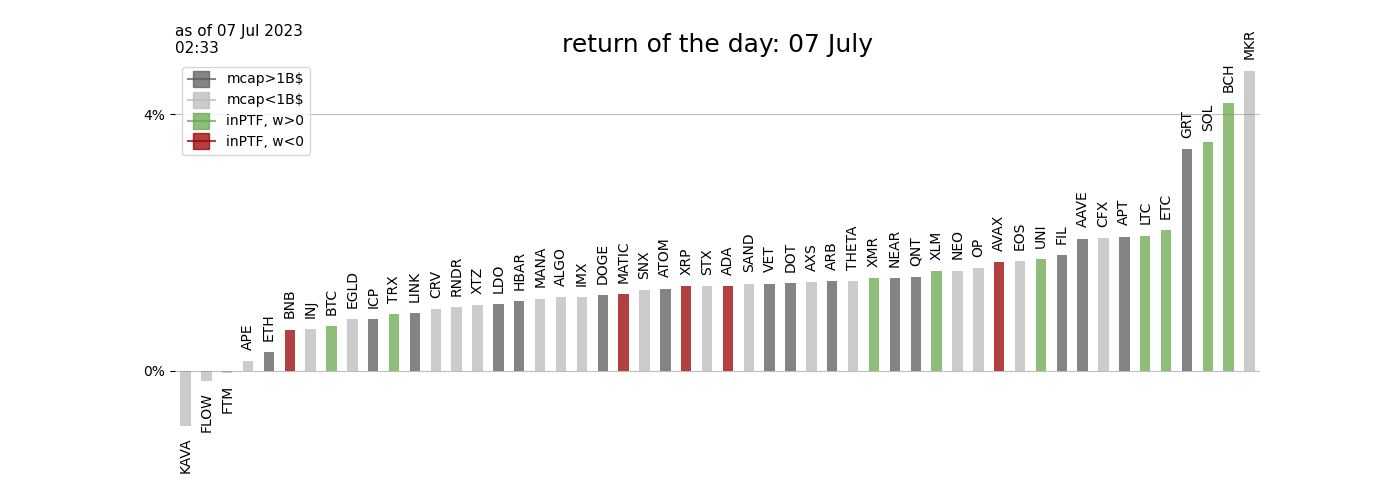 as of 07 Jul 2023
02:33
return of the day: 07 July
mcap>1B$
mcap<1B$
inPTF, w>0
inPTF, w<0
4%
0%
KAVA
FLOW
FTM
APE
ETH
BNB
INJ
BTC
EGLD
ICP
TRX
LINK
CRV
RNDR
XTZ
LDO
HBAR
MANA
ALGO
IMX
DOGE
MATIC
SNX
ATOM
XRP
STX
ADA
SAND
VET
DOT
AXS
ARB
THETA
XMR
NEAR
QNT
XLM
NEO
OP
AVAX
EOS
UNI
FIL
AAVE
CFX
APT
LTC
ETC
GRT
SOL
BCH
MKR